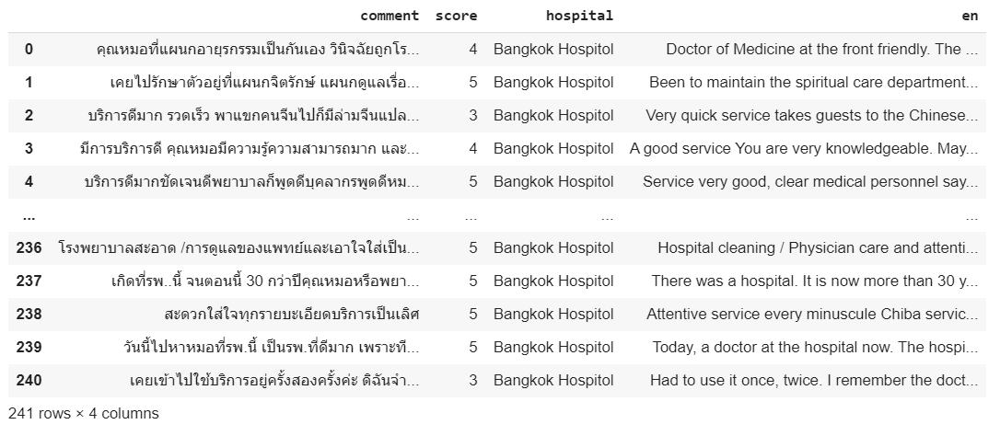 comment score hospital en
0 คุณหมอที่แผนกอายุรกรรมเป็นกันเอง วินิจฉัยถูกโร... 4 Bangkok Hospitol Doctor of Medicine at the front friendly. The ...
1 เคยไปรักษาตัวอยู่ที่แผนกจิตรักษ์ แผนกดูแลเรื่อ... 5 Bangkok Hospitol Been to maintain the spiritual care department...
2 บริการดีมาก รวดเร็ว พาแขกคนจีนไปก็มีล่ามจีนแปล... 3 Bangkok Hospitol Very quick service takes guests to the Chinese...
3 มีการบริการดี คุณหมอมีความรู้ความสามารถมาก และ... 4 Bangkok Hospitol A good service You are very knowledgeable. May...
4 บริการดีมากชัดเจนดีพยาบาลก็พูดดีบุคลากรพูดดีหม... 5 Bangkok Hospitol Service very good, clear medical personnel say...
... ... ... ... ...
236 โรงพยาบาลสะอาด /การดูแลของแพทย์และเอาใจใส่เป็น... 5 Bangkok Hospitol Hospital cleaning / Physician care and attenti...
237 เกิดที่รพ..นี้ จนตอนนี้ 30 กว่าปีคุณหมอหรือพยา... 5 Bangkok Hospitol There was a hospital. It is now more than 30 y...
238 สะดวกใส่ใจทุกรายบะเอียดบริการเป็นเลิศ 5 Bangkok Hospitol Attentive service every minuscule Chiba servic...
239 วันนี้ไปหาหมอที่รพ.นี้ เป็นรพ.ที่ดีมาก เพราะที... 5 Bangkok Hospitol Today, a doctor at the hospital now. The hospi...
240 เคยเข้าไปใช้บริการอยู่ครั้งสองครั้งค่ะ ดิฉันจำ... 3 Bangkok Hospitol Had to use it once, twice. I remember the doct...
241 rows × 4 columns